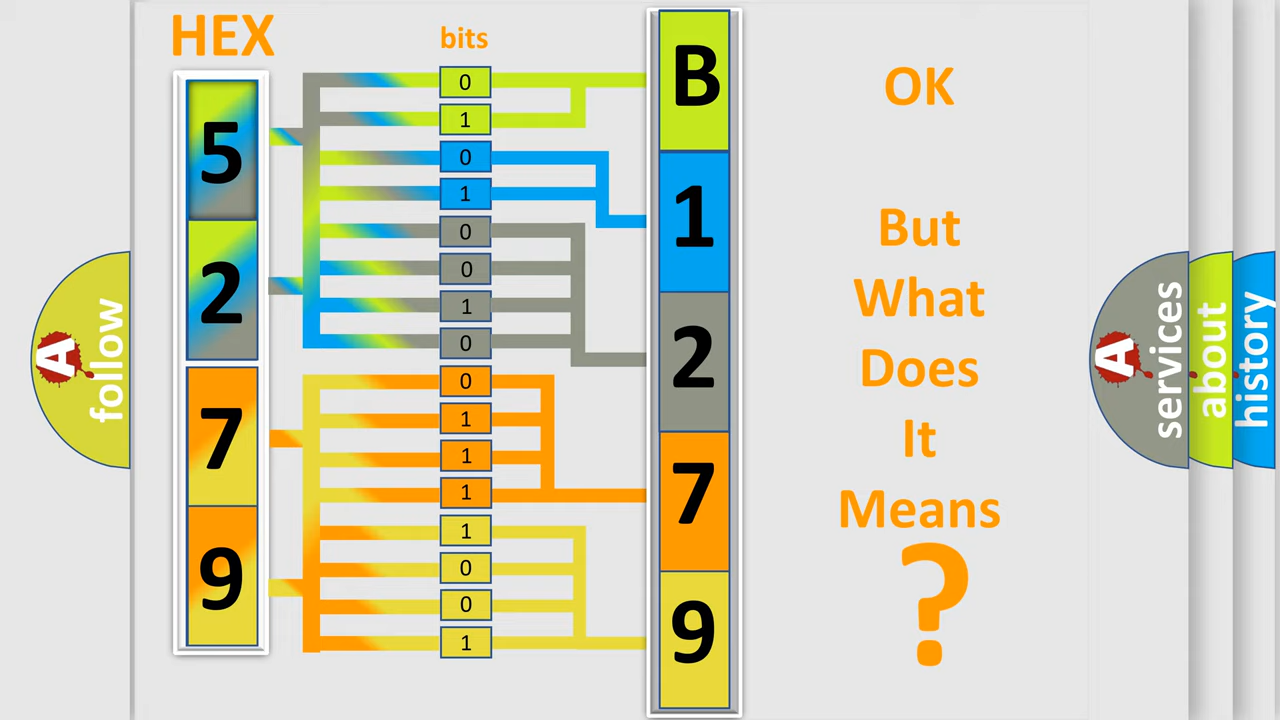 HEX
bits
5
2
7
9
0
1
0
1
0
0
1
0
0
1
1
1
1
0
0
1
B
1
2
7
9
OK
But
What
Does
It
Means
?
A
follow
A
services
about
history